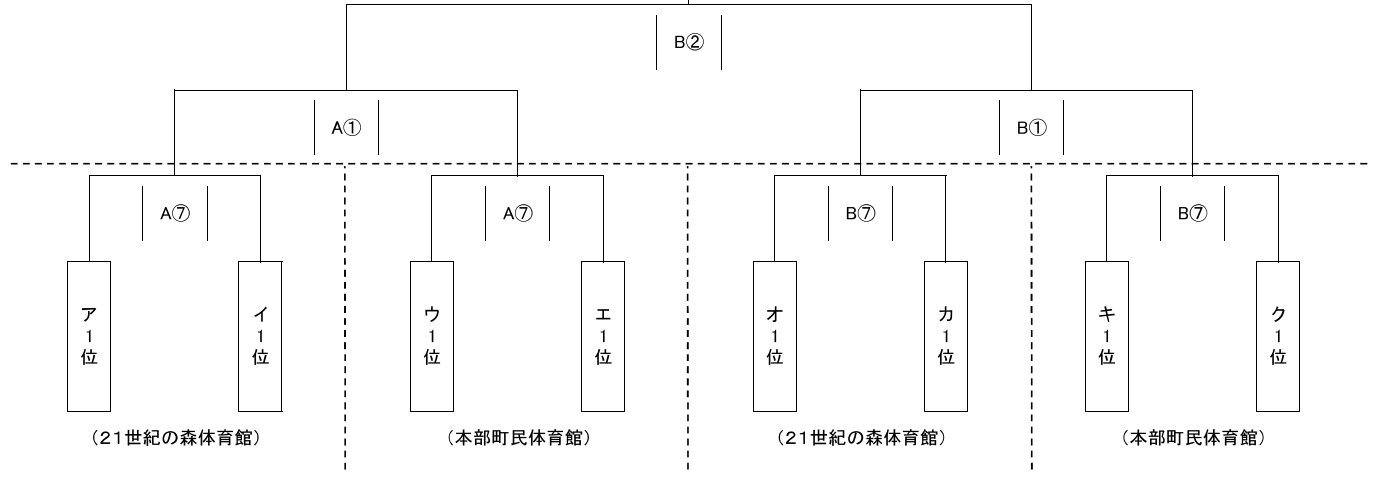 B②
A①
B①
A⑦
A⑦
B⑦
B⑦
ア1位
イ1位
ウ1位
エ1位
オ1位
カ1位
キ1位
ク1位
(21世紀の森体育館)
(本部町民体育館)
(21世紀の森体育館)
(本部町民体育館)